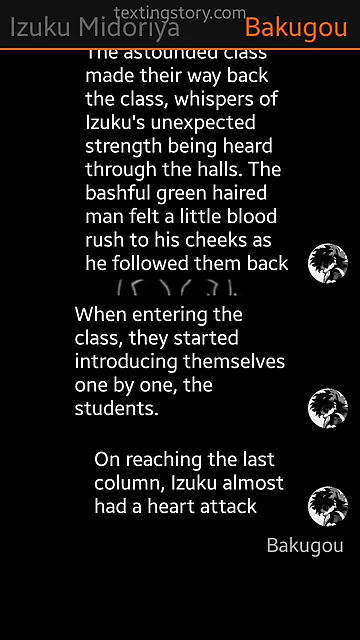 textingstory.com
Izuku Midoriya Bakugou
The astounded class
made their way back
the class, whispers of
Izuku's unexpected
strength being heard
through the halls. The
bashful green haired
man felt a little blood
rush to his cheeks as
he followed them back
When entering the
class, they started
introducing themselves
one by one, the
students.
On reaching the last
column, Izuku almost
had a heart attack
Bakugou